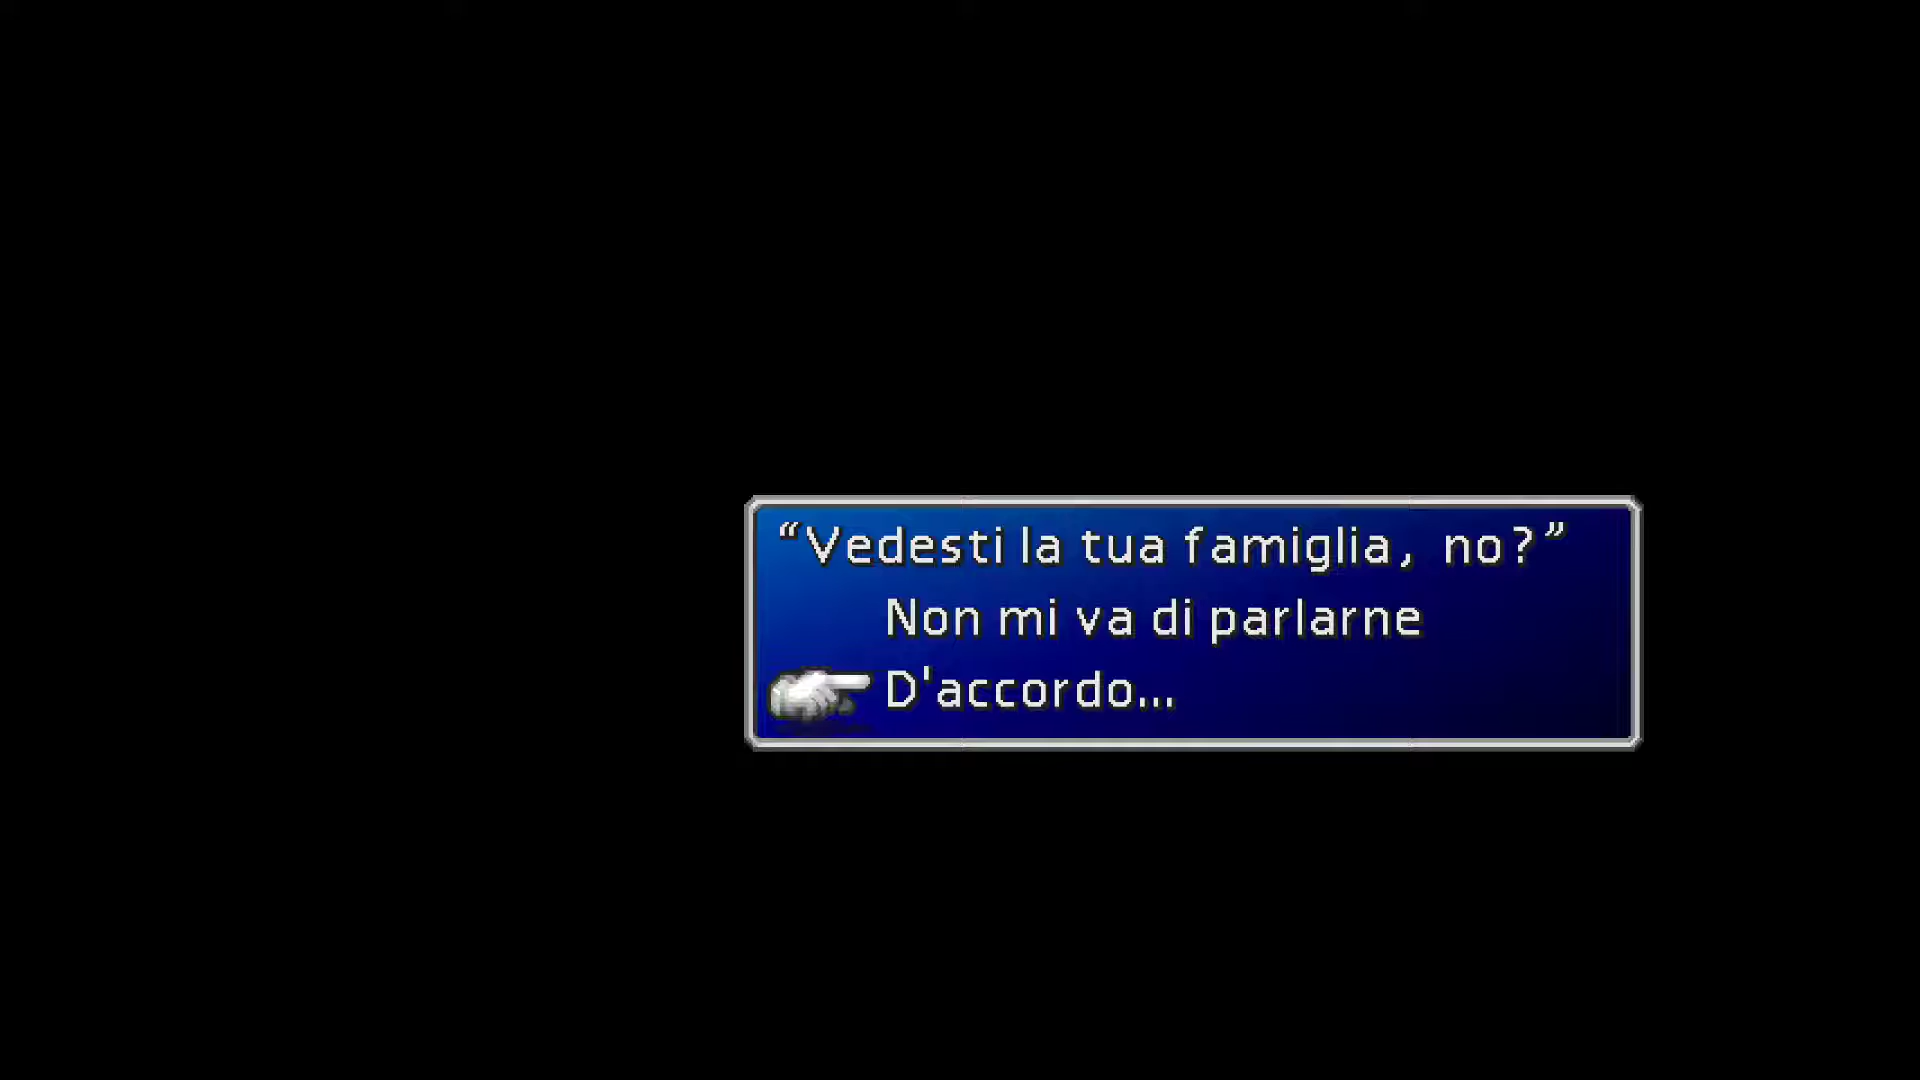 “Vedesti la tua famiglia, no?”
Non mi va di parlarne
D'accordo...